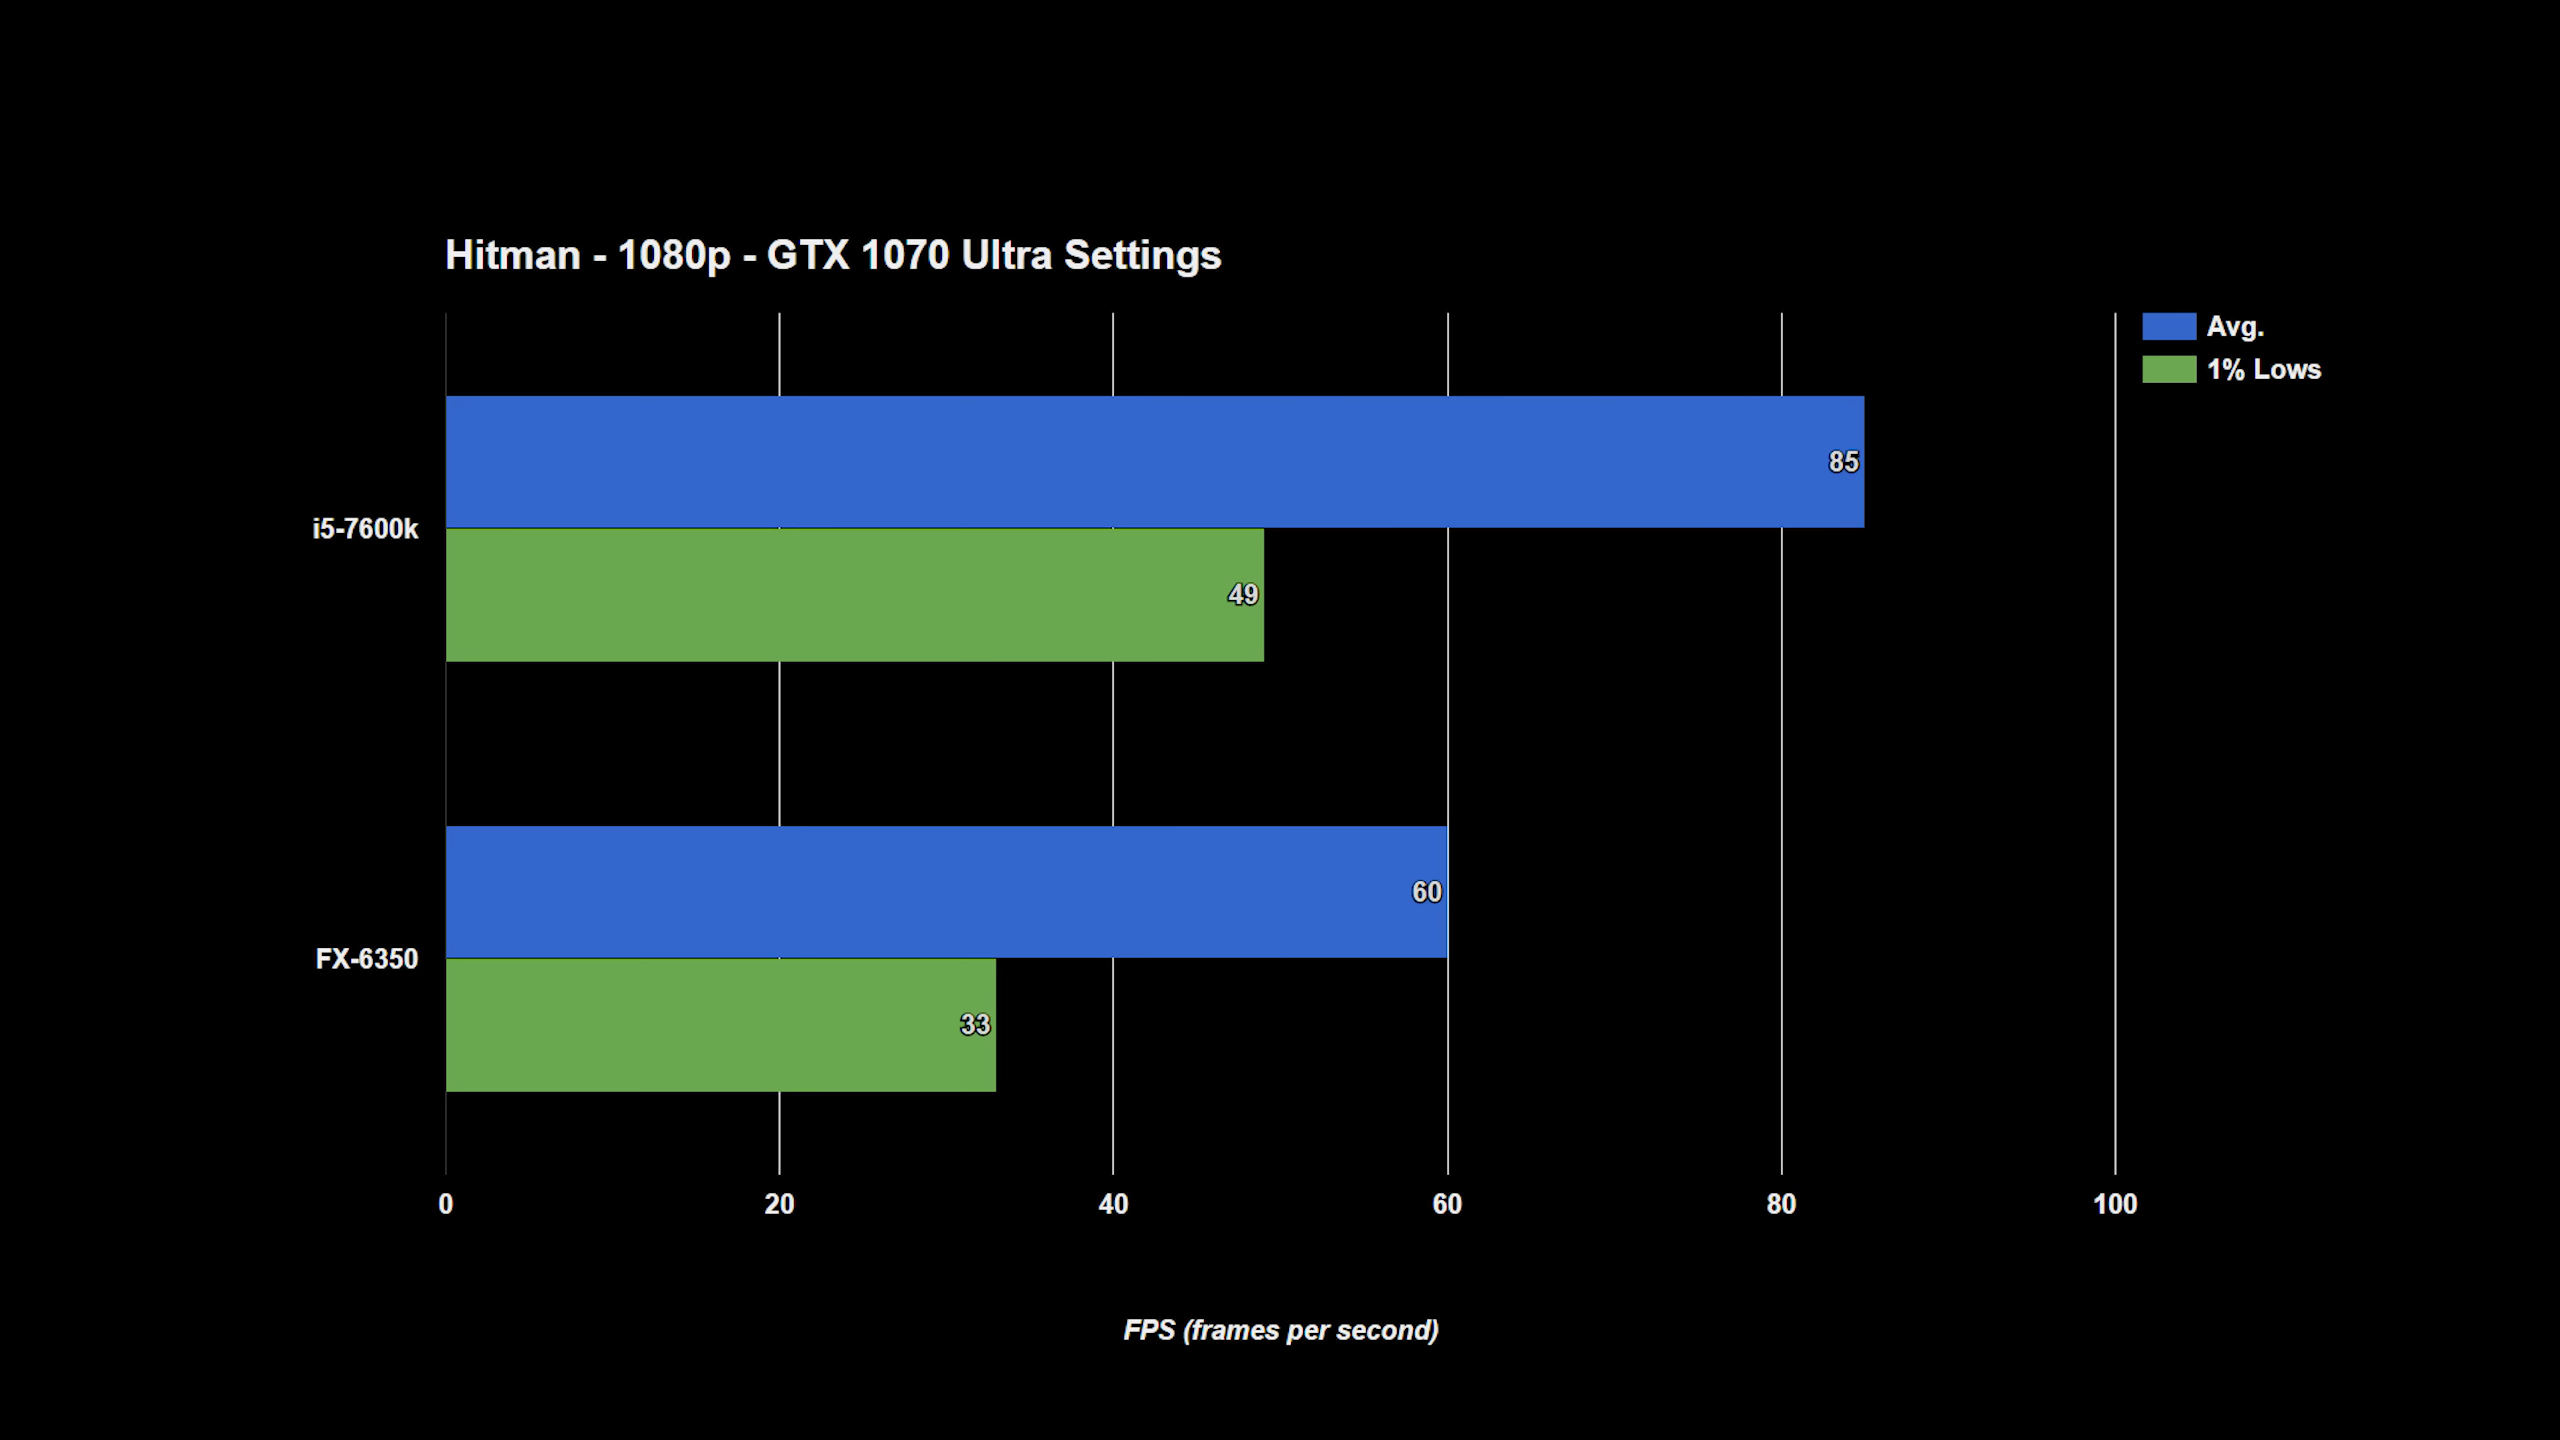 Hitman - 1080p - GTX 1070 Ultra Settings
Avg.
1% Lows
i5-7600k
85
49
FX-6350
60
33
0 20 40 60 80 100
FPS (frames per second)